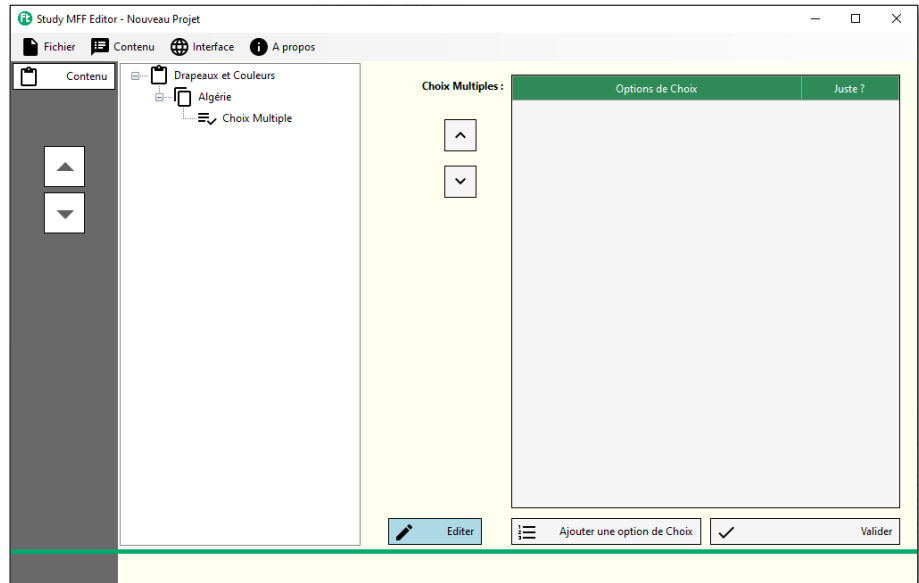 Study MFF Editor - Nouveau Projet
Fichier Contenu Interface A propos
Contenu
Drapeaux et Couleurs
Algérie
Choix Multiple
Choix Multiples :
Options de Choix Juste ?
Editer
Ajouter une option de Choix
Valider